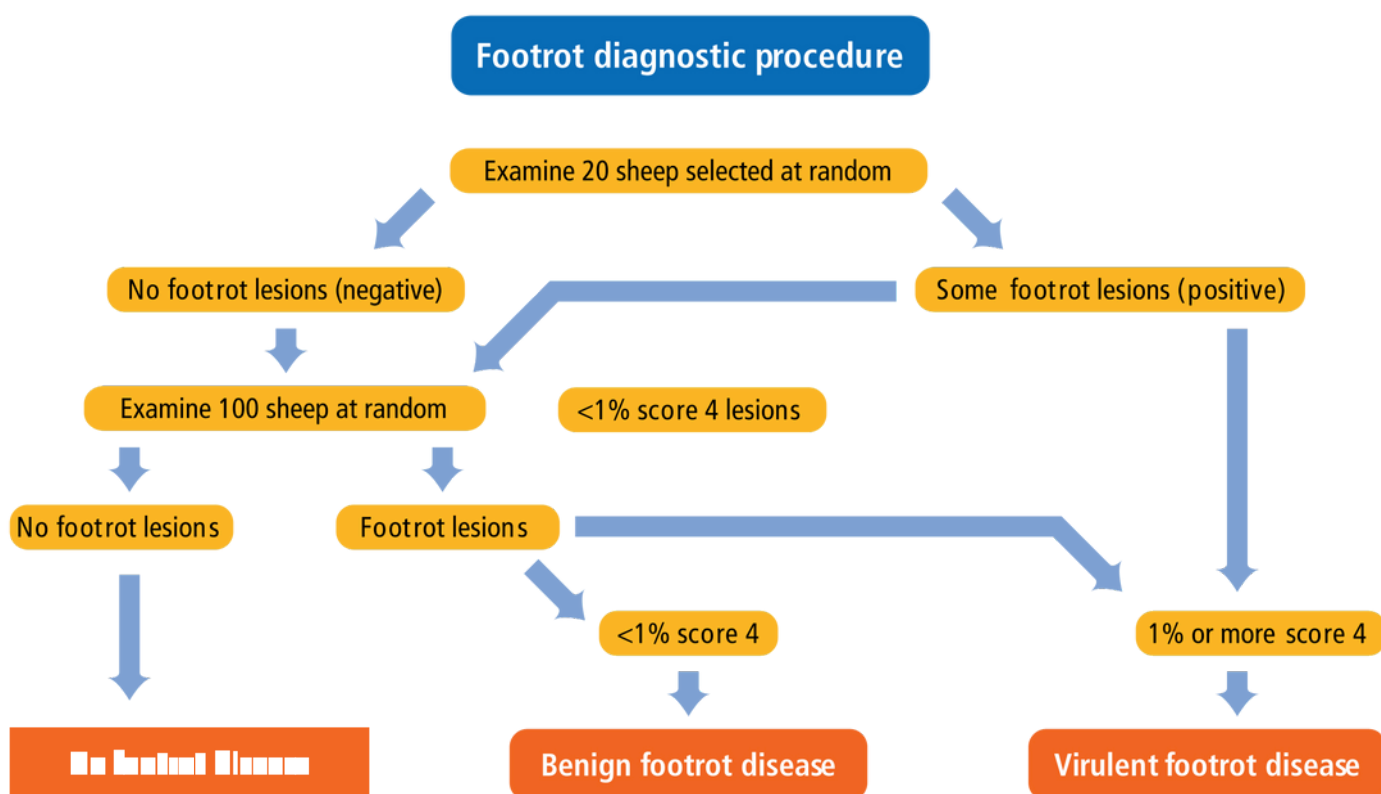 Footrot diagnostic procedure
Examine 20 sheep selected at random
No footrot lesions (negative)
Some footrot lesions (positive)
Examine 100 sheep at random
<1% score 4 lesions
No footrot lesions
Footrot lesions
<1% score 4
1% or more score 4
Benign footrot disease
Virulent footrot disease